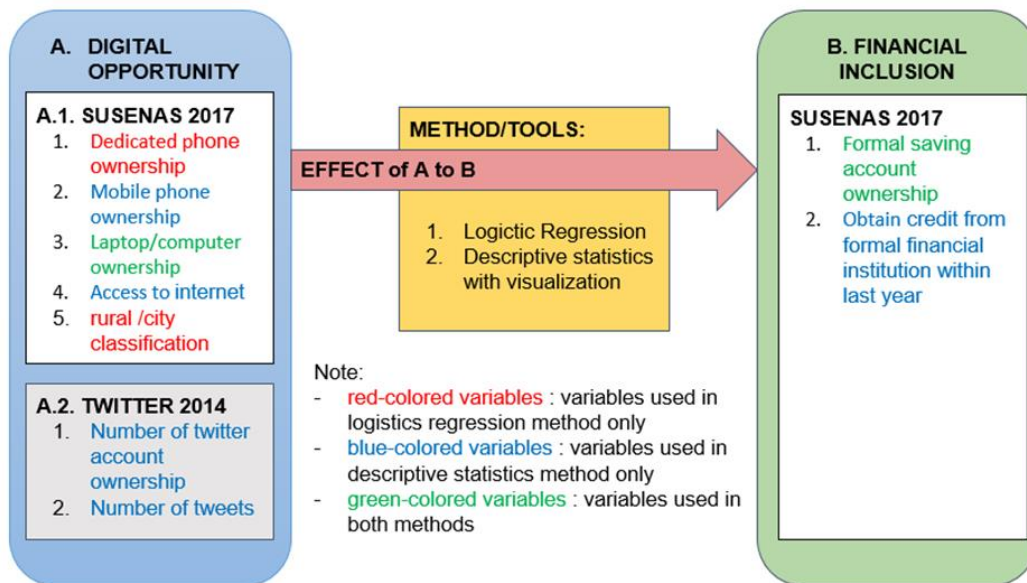 A. DIGITAL
OPPORTUNITY
A.1. SUSENAS 2017
1. Dedicated phone
ownership
2. Mobile phone
ownership
3. Laptop/computer
ownership
4. Access to internet
5. rural /city
classification
A.2. TWITTER 2014
1. Number of twitter
account
ownership
2. Number of tweets
METHOD/TOOLS:
EFFECT of A to B
1. Logictic Regression
2. Descriptive statistics
with visualization
Note:
- red-colored variables : variables used in
logistics regression method only
- blue-colored variables : variables used in
descriptive statistics method only
- green-colored variables : variables used in
both methods
B. FINANCIAL
INCLUSION
SUSENAS 2017
1. Formal saving
account
ownership
2. Obtain credit from
formal financial
institution within
last year